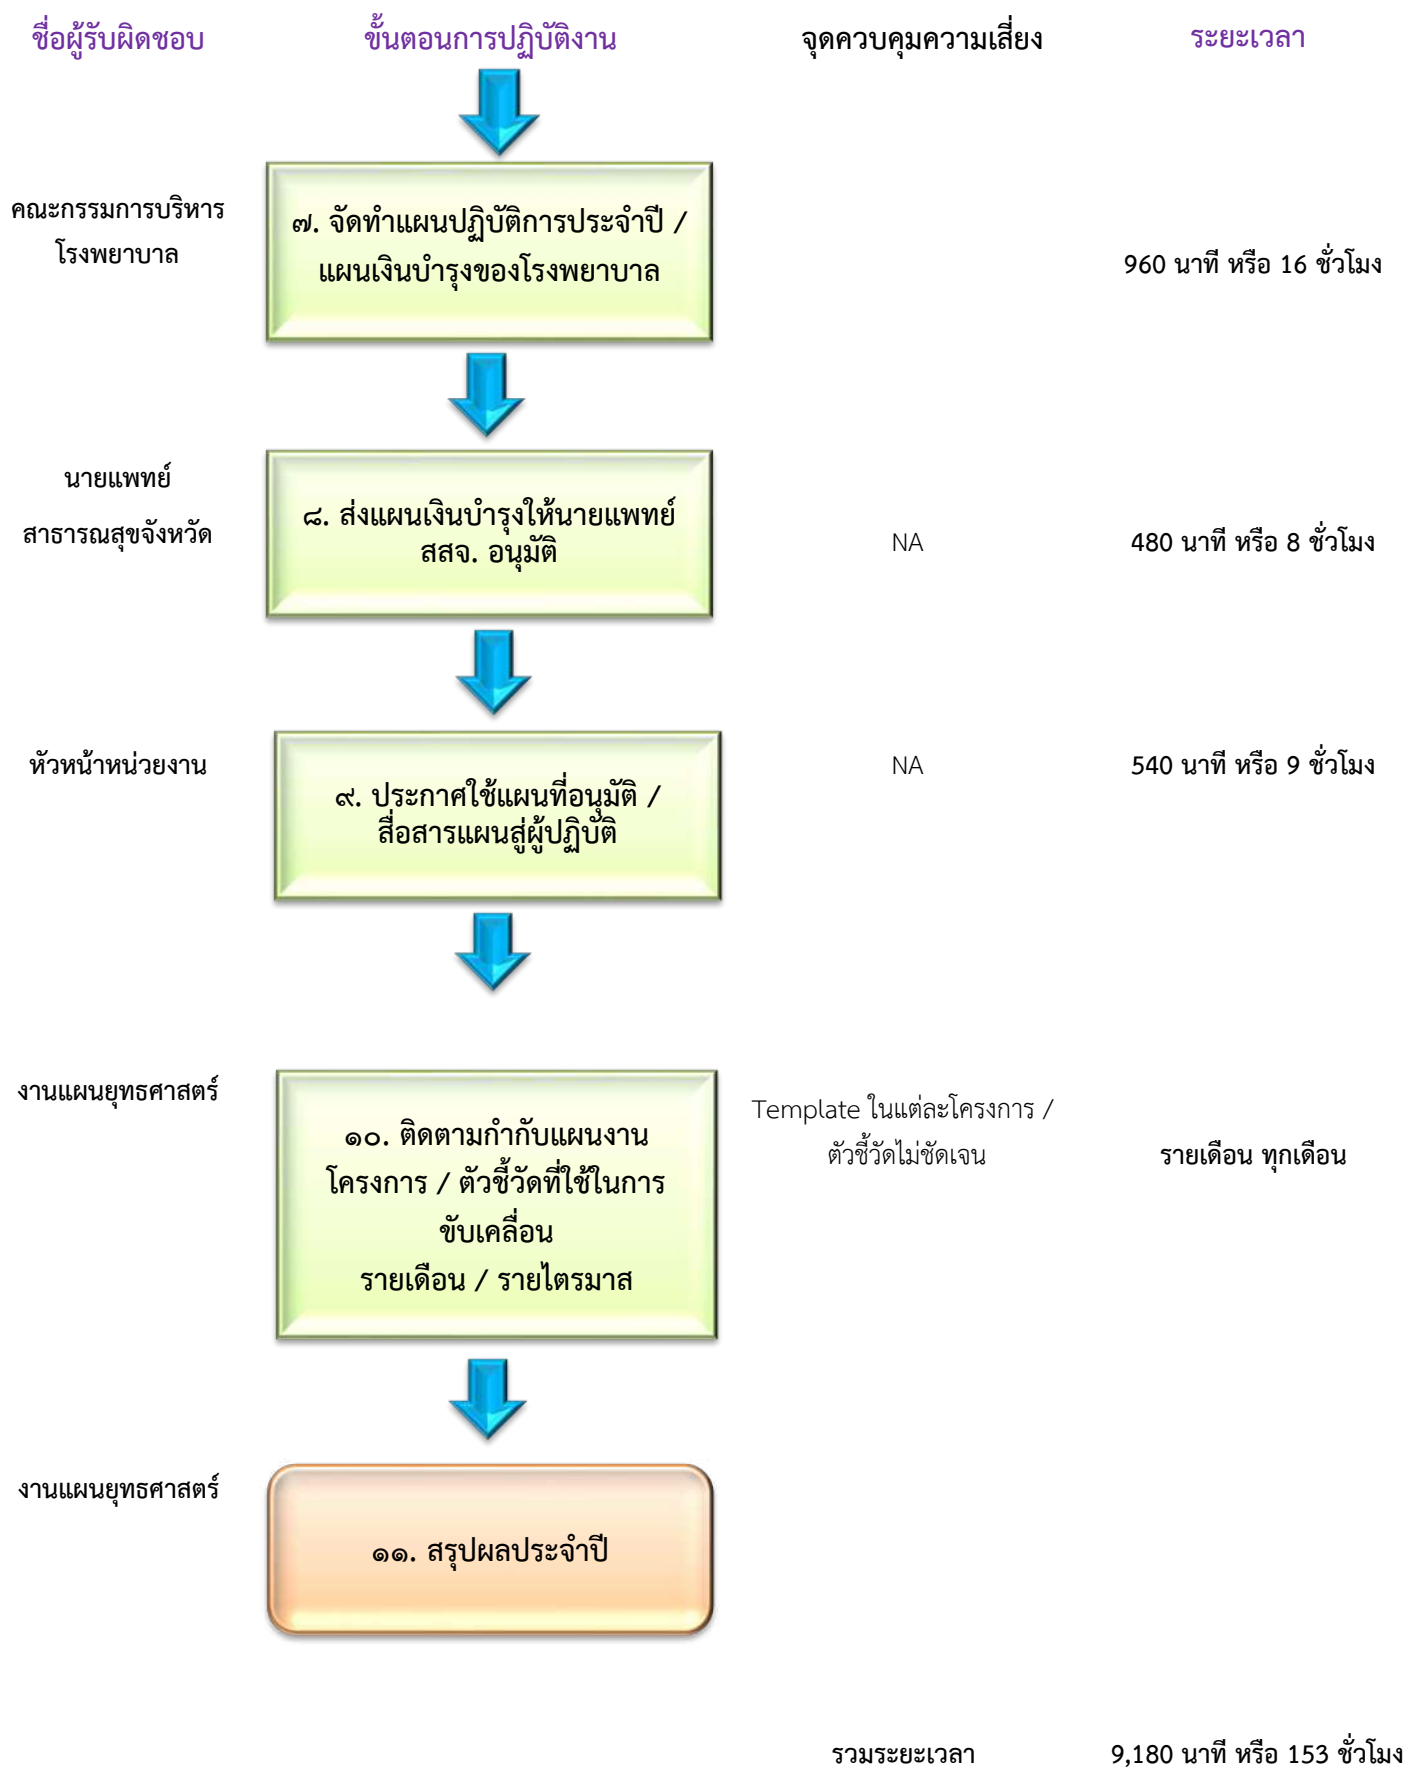 ชื่อผู้รับผิดชอบ ขั้นตอนการปฏิบัติงาน จุดควบคุมความเสี่ยง ระยะเวลา
คณะกรรมการบริหาร
โรงพยาบาล
๗. จัดทำแผนปฏิบัติการประจำปี /
แผนเงินบำรุงของโรงพยาบาล
960 นาที หรือ 16 ชั่วโมง
นายแพทย์
สาธารณสุขจังหวัด
๘. ส่งแผนเงินบำรุงให้นายแพทย์
สสจ. อนุมัติ
NA
480 นาที หรือ 8 ชั่วโมง
หัวหน้าหน่วยงาน
๙. ประกาศใช้แผนที่อนุมัติ /
สื่อสารแผนสู่ผู้ปฏิบัติ
NA
540 นาที หรือ 9 ชั่วโมง
งานแผนยุทธศาสตร์
๑๐. ติดตามกำกับแผนงาน
โครงการ / ตัวชี้วัดที่ใช้ในการ
ขับเคลื่อน
รายเดือน / รายไตรมาส
Template ในแต่ละโครงการ /
ตัวชี้วัดไม่ชัดเจน
รายเดือน ทุกเดือน
งานแผนยุทธศาสตร์
๑๑. สรุปผลประจำปี
รวมระยะเวลา 9,180 นาที หรือ 153 ชั่วโมง